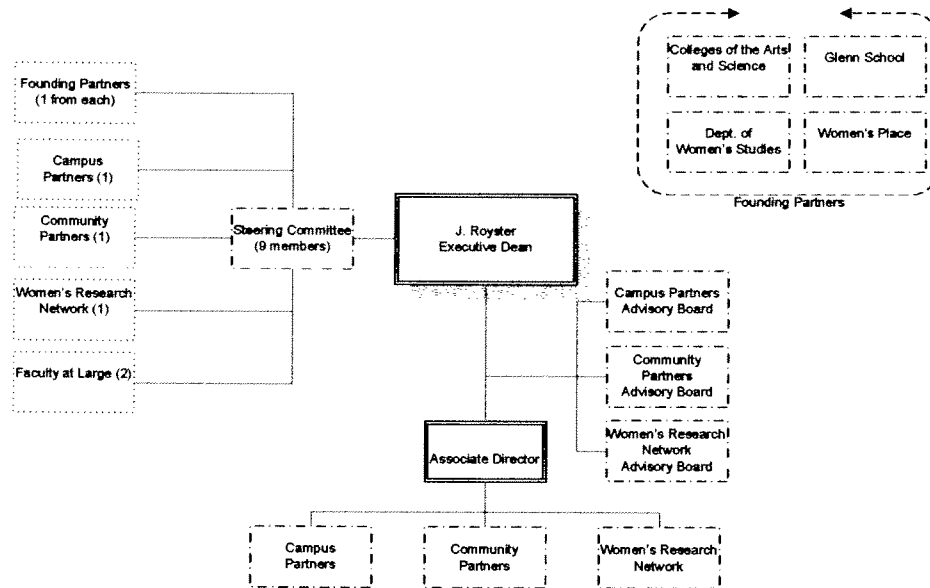 Colleges of the Arts
and Science
Glenn School
Dept. of
Women's Studies
Women's Place
Founding Partners
Founding Partners
(1 from each)
Campus
Partners (1)
Community
Partners (1)
Women's Research
Network (1)
Faculty at Large (2)
Steering Committee
(9 members)
J. Royster
Executive Dean
Campus Partners
Advisory Board
Community
Partners
Advisory Board
Women's Research
Network
Advisory Board
Associate Director
Campus
Partners
Community
Partners
Women's Research
Network